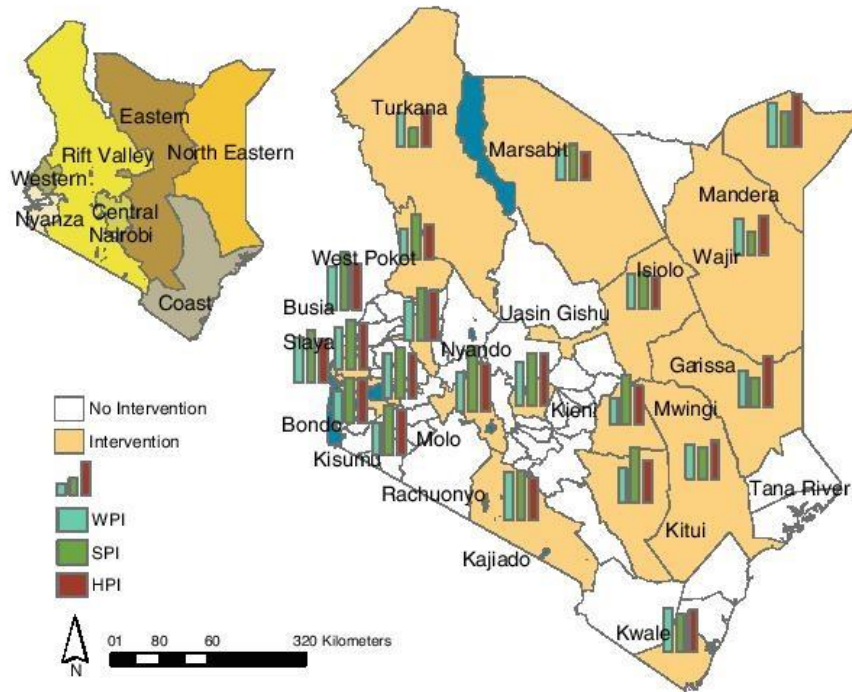 Eastern
Rift Valley
North Eastern
Western
Nyanza
Central
Nairobi
Coast
No Intervention
Intervention
WPI
SPI
HPI
N
01 80 60 320 Kilometers
Turkana
Marsabit
Mandera
Wajir
West Pokot
Isiolo
Busia
Uasin Gishu
Siaya
Nyando
Garissa
Kieni
Mwingi
Bondo
Molo
Kisumu
Rachuonyo
Tana River
Kitui
Kajiado
Kwale